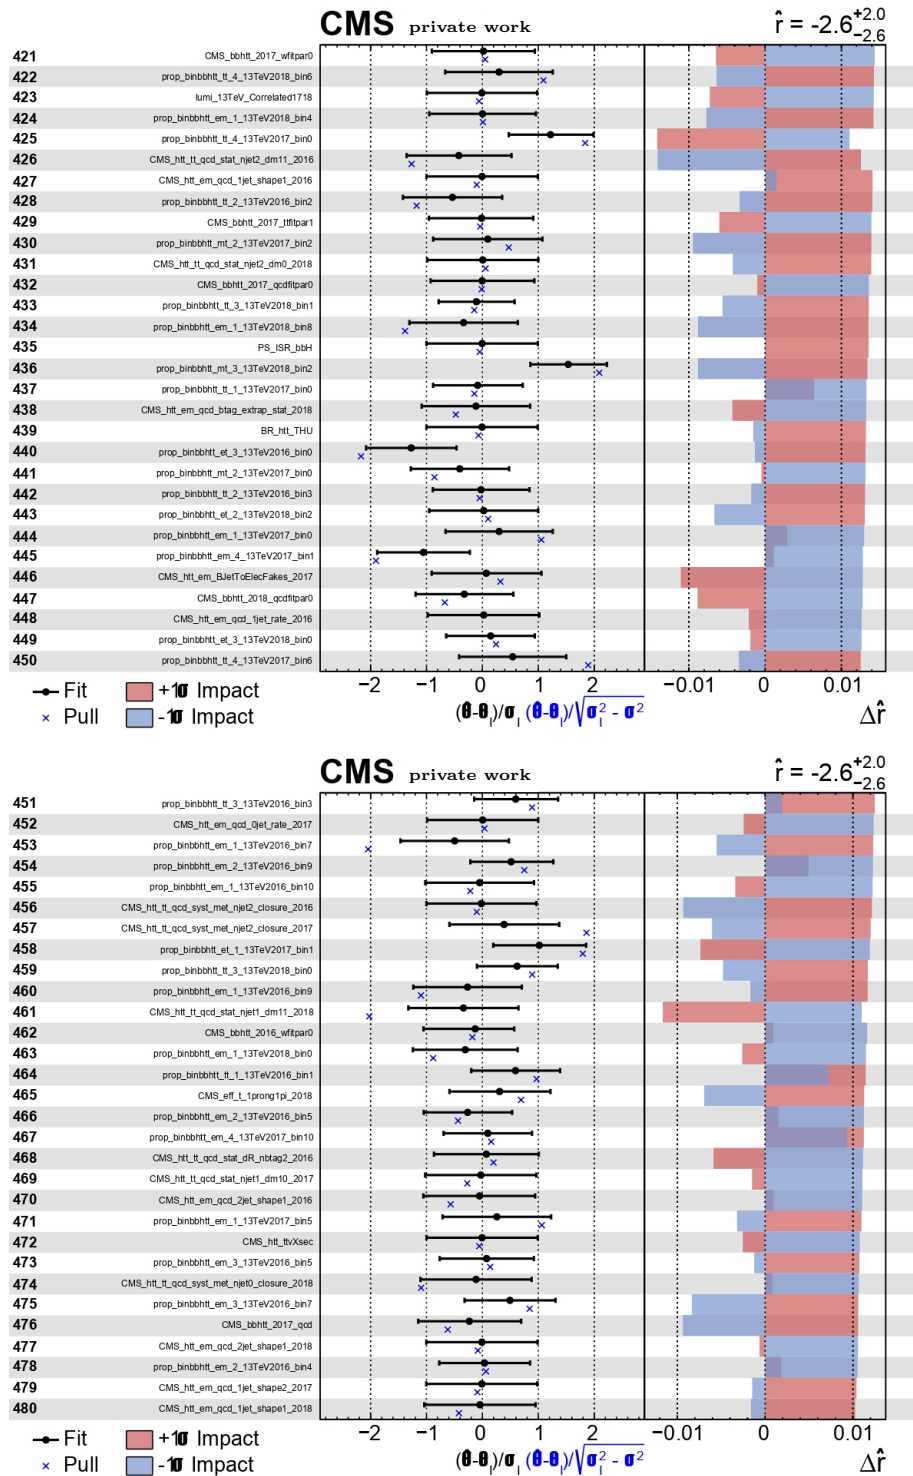 CMS private work r̂ = -2.6 +2.0 −2.6
421 CMS_bbhtt_2017_wfitpar0
422 prop_binbbhtt_tt_4_13TeV2018_bin6
423 lumi_13TeV_Correlated1718
424 prop_binbbhtt_em_1_13TeV2018_bin4
425 prop_binbbhtt_tt_4_13TeV2017_bin0
426 CMS_htt_tt_qcd_stat_njet2_dm11_2016
427 CMS_htt_em_qcd_1jet_shape1_2016
428 prop_binbbhtt_tt_2_13TeV2016_bin2
429 CMS_bbhtt_2017_ttfitpar1
430 prop_binbbhtt_mt_2_13TeV2017_bin2
431 CMS_htt_tt_qcd_stat_njet2_dm0_2018
432 CMS_bbhtt_2017_qcdfitpar0
433 prop_binbbhtt_tt_3_13TeV2018_bin1
434 prop_binbbhtt_em_1_13TeV2018_bin8
435 PS_ISR_bbH
436 prop_binbbhtt_mt_3_13TeV2018_bin2
437 prop_binbbhtt_tt_1_13TeV2017_bin0
438 CMS_htt_em_qcd_btag_extrap_stat_2018
439 BR_htt_THU
440 prop_binbbhtt_et_3_13TeV2016_bin0
441 prop_binbbhtt_mt_2_13TeV2017_bin0
442 prop_binbbhtt_tt_2_13TeV2016_bin3
443 prop_binbbhtt_et_2_13TeV2018_bin2
444 prop_binbbhtt_em_1_13TeV2017_bin0
445 prop_binbbhtt_em_4_13TeV2017_bin1
446 CMS_htt_em_BJetToElecFakes_2017
447 CMS_bbhtt_2018_qcdfitpar0
448 CMS_htt_em_qcd_1jet_rate_2016
449 prop_binbbhtt_et_3_13TeV2018_bin0
450 prop_binbbhtt_tt_4_13TeV2017_bin6
Fit +1σ Impact −2 −1 0 1 2 −0.01 0 0.01
Pull -1σ Impact (θ̂-θI)/σI (θ̂-θI)/√σI² - σ² Δr̂
CMS private work r̂ = -2.6 +2.0 −2.6
451 prop_binbbhtt_tt_3_13TeV2016_bin3
452 CMS_htt_em_qcd_0jet_rate_2017
453 prop_binbbhtt_em_1_13TeV2016_bin7
454 prop_binbbhtt_em_2_13TeV2016_bin9
455 prop_binbbhtt_em_1_13TeV2016_bin10
456 CMS_htt_tt_qcd_syst_met_njet2_closure_2016
457 CMS_htt_tt_qcd_syst_met_njet2_closure_2017
458 prop_binbbhtt_et_1_13TeV2017_bin1
459 prop_binbbhtt_tt_3_13TeV2018_bin0
460 prop_binbbhtt_em_1_13TeV2016_bin9
461 CMS_htt_tt_qcd_stat_njet1_dm11_2018
462 CMS_bbhtt_2016_wfitpar0
463 prop_binbbhtt_em_1_13TeV2018_bin0
464 prop_binbbhtt_tt_1_13TeV2016_bin1
465 CMS_eff_t_1prong1pi_2018
466 prop_binbbhtt_em_2_13TeV2016_bin5
467 prop_binbbhtt_em_4_13TeV2017_bin10
468 CMS_htt_tt_qcd_stat_dR_nbtag2_2016
469 CMS_htt_tt_qcd_stat_njet1_dm10_2017
470 CMS_htt_em_qcd_2jet_shape1_2016
471 prop_binbbhtt_em_1_13TeV2017_bin5
472 CMS_htt_ttvXsec
473 prop_binbbhtt_em_3_13TeV2016_bin5
474 CMS_htt_tt_qcd_syst_met_njet0_closure_2018
475 prop_binbbhtt_em_3_13TeV2016_bin7
476 CMS_bbhtt_2017_qcd
477 CMS_htt_em_qcd_2jet_shape1_2018
478 prop_binbbhtt_em_2_13TeV2016_bin4
479 CMS_htt_em_qcd_1jet_shape2_2017
480 CMS_htt_em_qcd_1jet_shape1_2018
Fit +1σ Impact −2 −1 0 1 2 −0.01 0 0.01
Pull -1σ Impact (θ̂-θI)/σI (θ̂-θI)/√σI² - σ² Δr̂